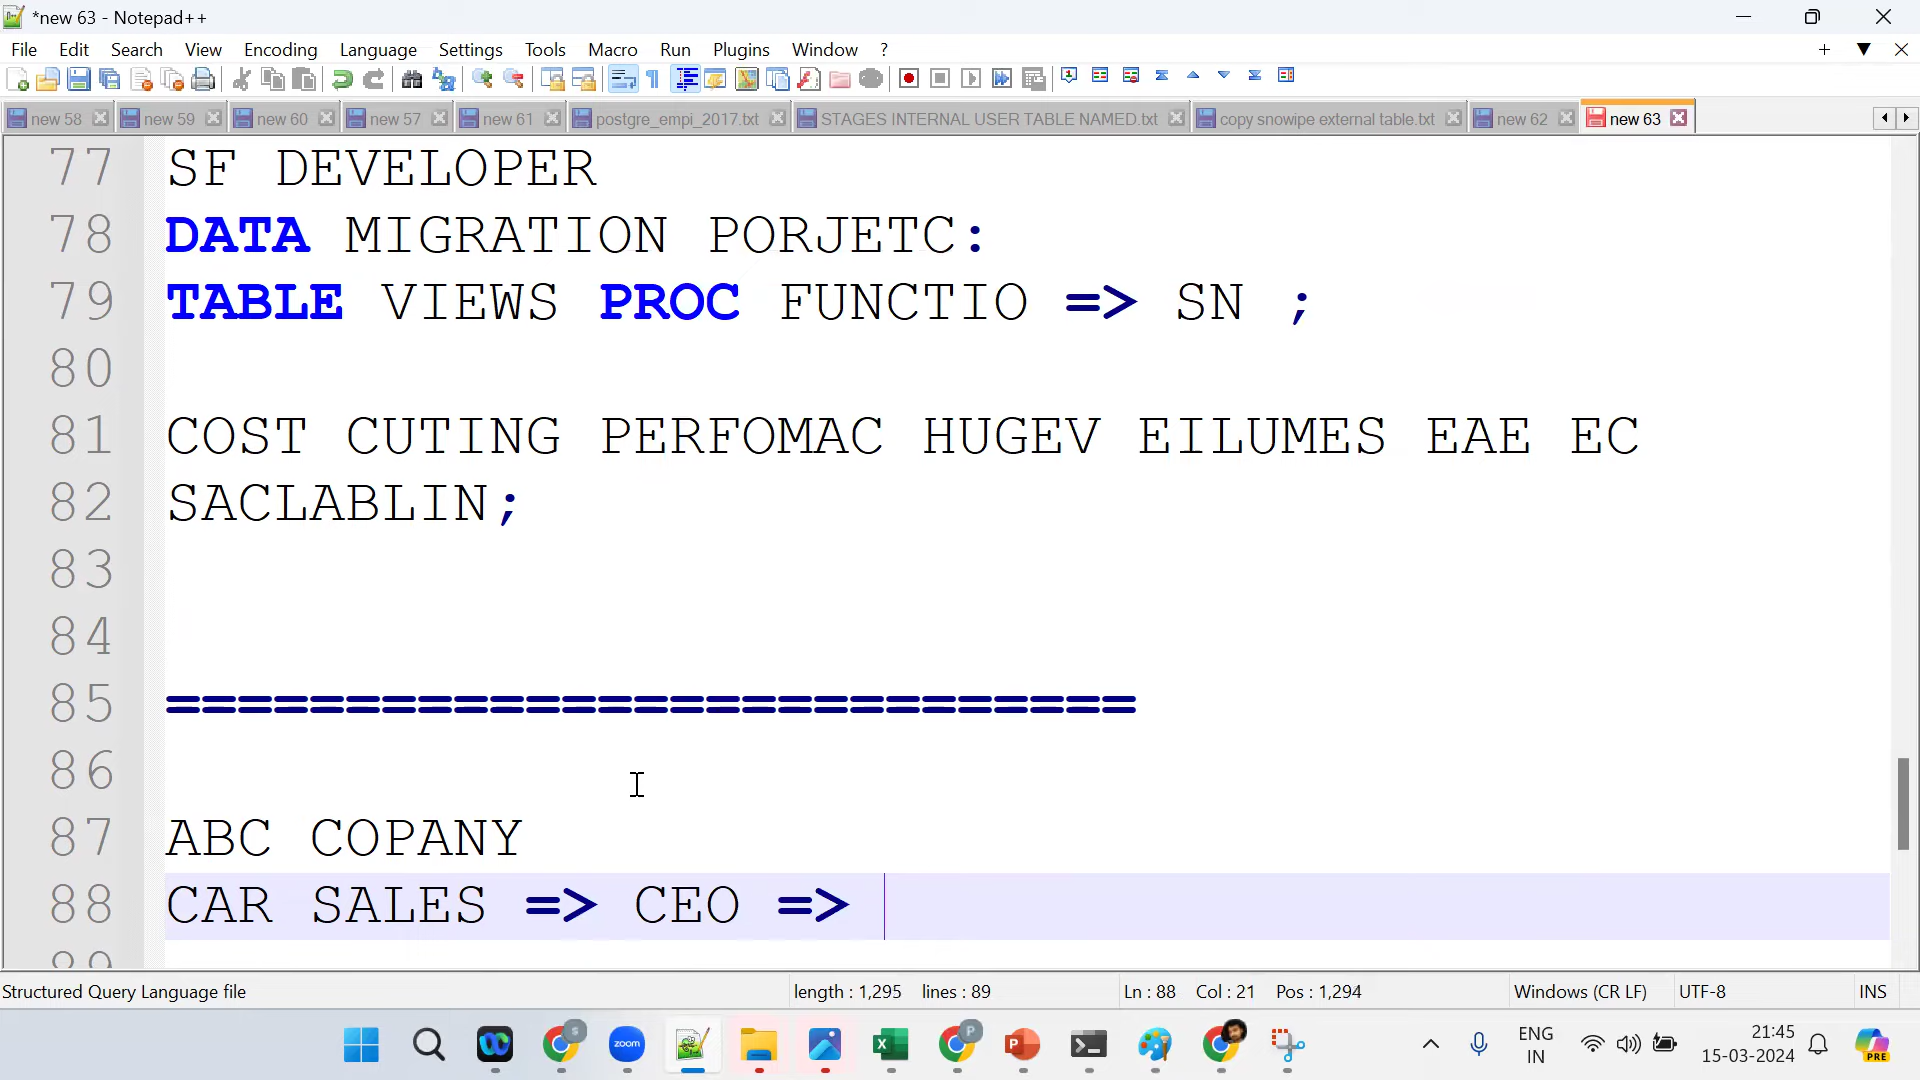 *new 63 - Notepad++
File Edit Search View Encoding Language Settings Tools Macro Run Plugins Window ?
new 58 new 59 new 60 new 57 new 61 postgre_empi_2017.txt STAGES INTERNAL USER TABLE NAMED.txt copy snowipe external table.txt new 62 new 63
77 SF DEVELOPER
78 DATA MIGRATION PORJETC:
79 TABLE VIEWS PROC FUNCTIO => SN ;
80
81 COST CUTING PERFOMAC HUGEV EILUMES EAE EC
82 SACLABLIN;
83
84
85 ===========================
86
87 ABC COPANY
88 CAR SALES => CEO =>
89
Structured Query Language file length : 1,295 lines : 89 Ln : 88 Col : 21 Pos : 1,294 Windows (CR LF) UTF-8 INS
zoom
ENG
IN
21:45
15-03-2024
PRE